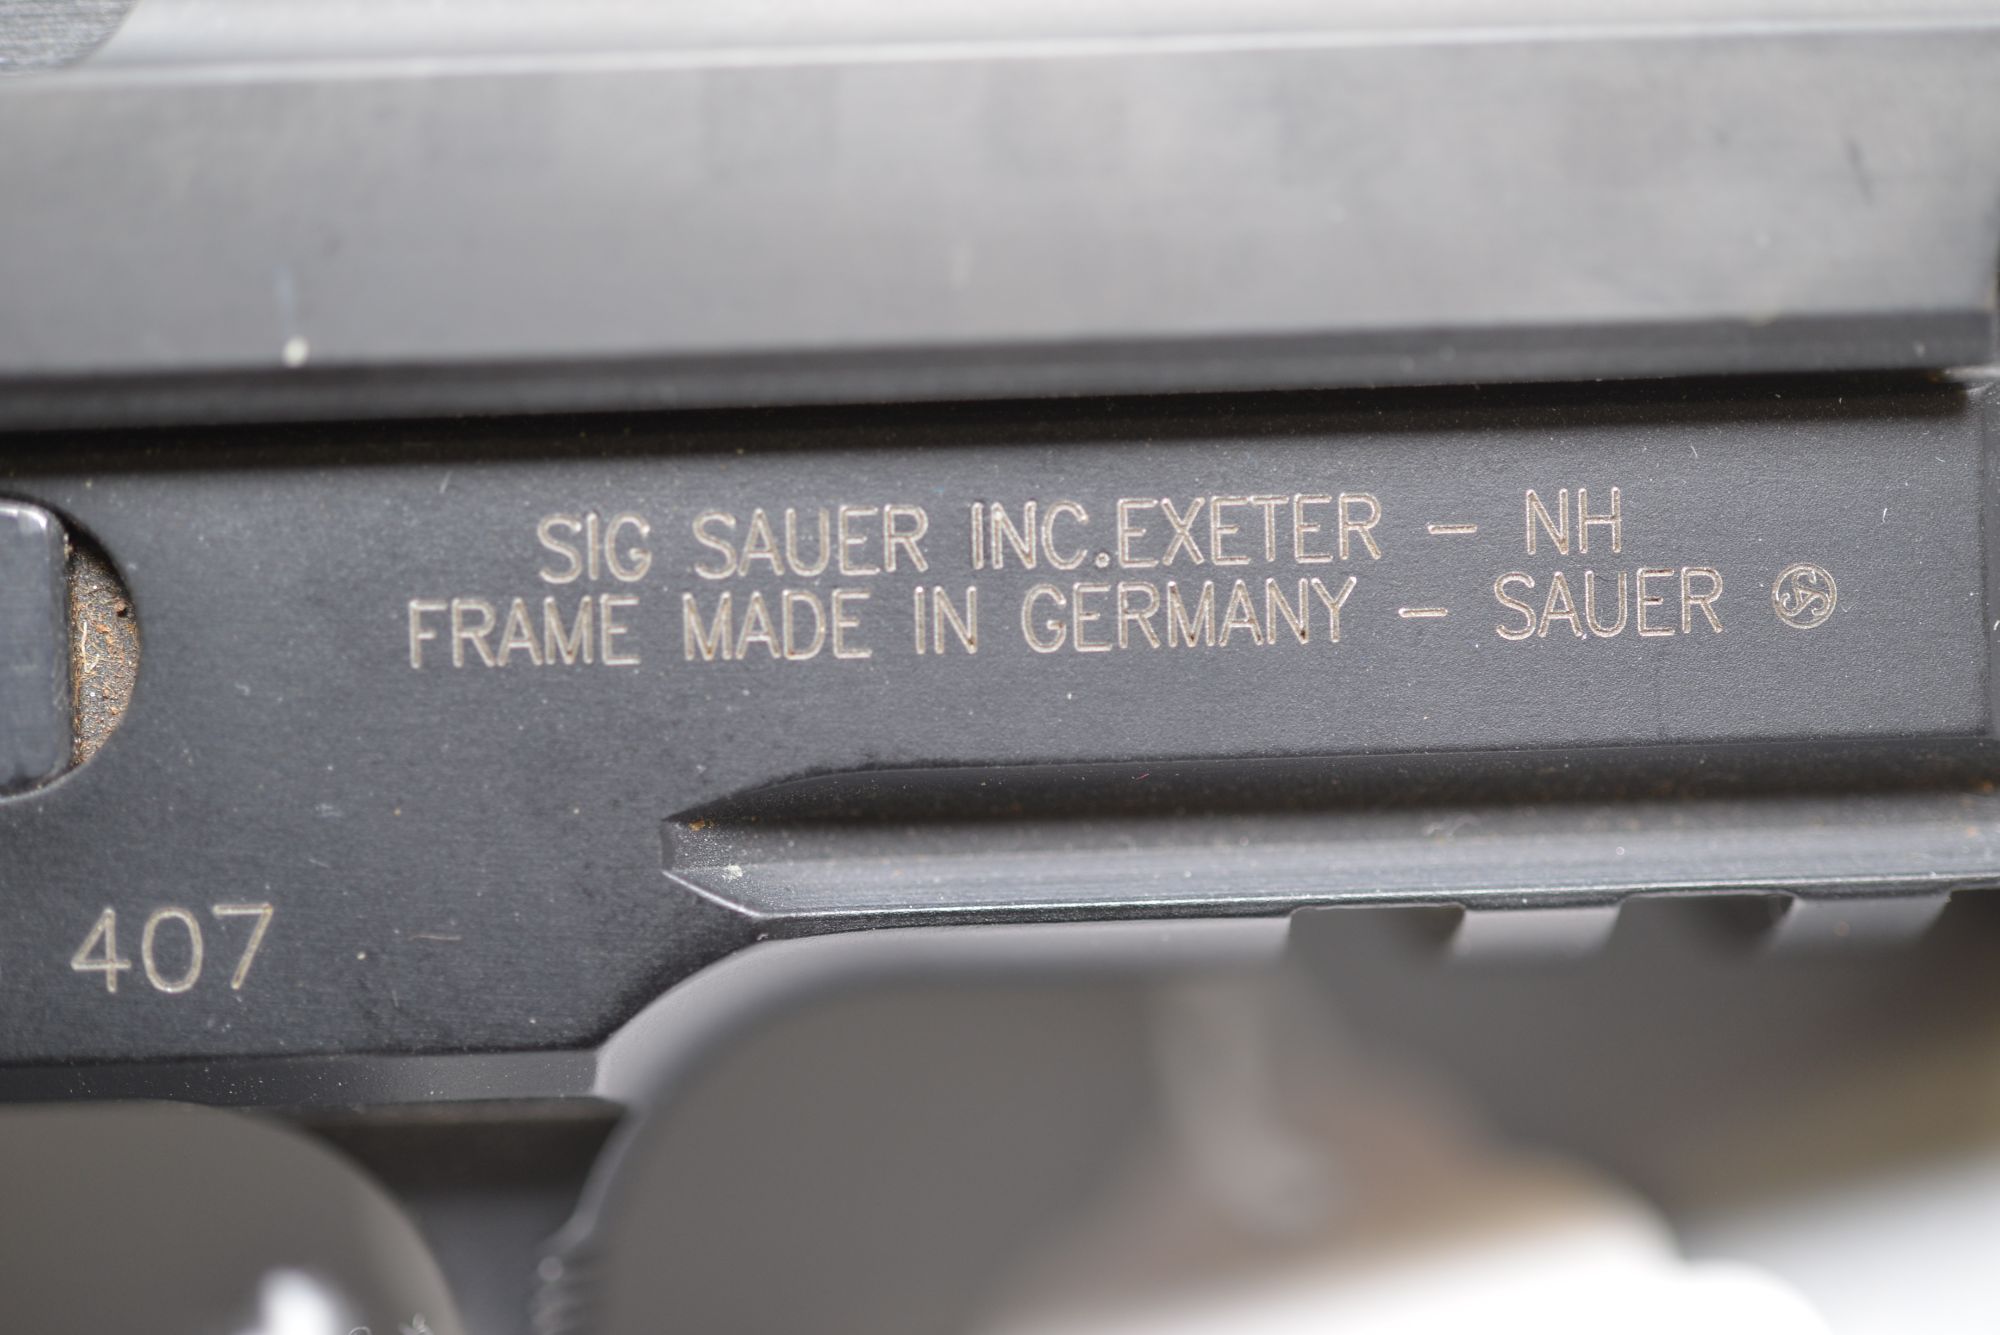 SIG SAUER INC.EXETER – NH
FRAME MADE IN GERMANY – SAUER
407